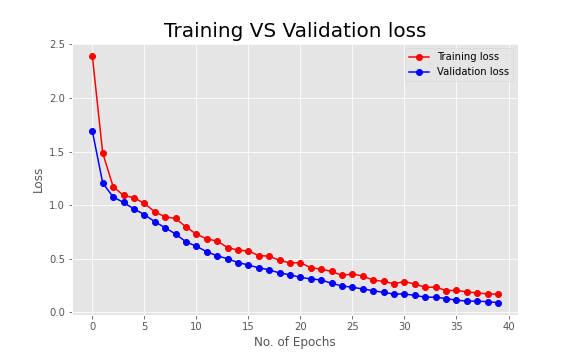 Training VS Validation loss
2.5
2.0
1.5
1.0
0.5
0.0
Loss
Training loss
Validation loss
0 5 10 15 20 25 30 35 40
No. of Epochs